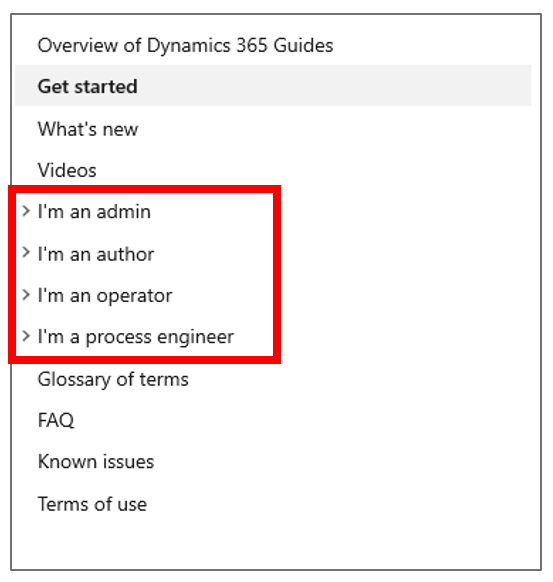 Overview of Dynamics 365 Guides
Get started
What's new
Videos
I'm an admin
I'm an author
I'm an operator
I'm a process engineer
Glossary of terms
FAQ
Known issues
Terms of use